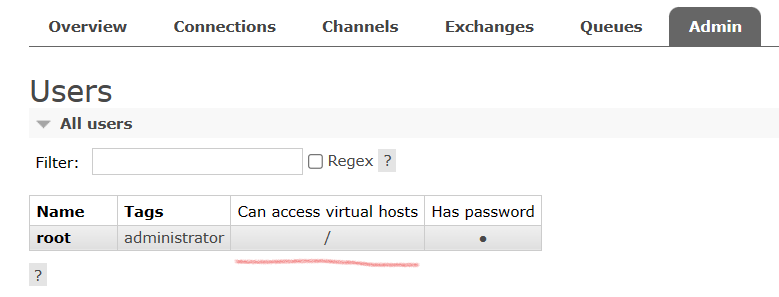 Overview Connections Channels Exchanges Queues Admin
Users
All users
Filter: Regex ?
Name Tags Can access virtual hosts Has password
root administrator / ●
?